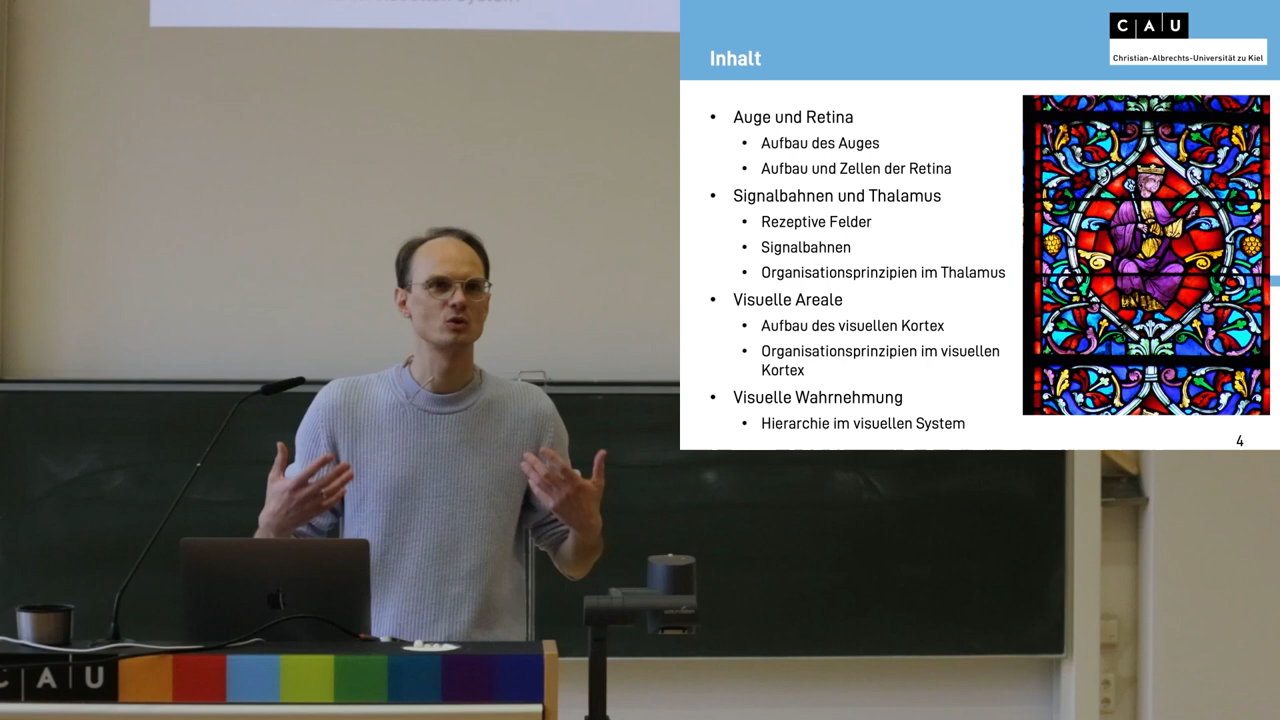 Inhalt
C A U
Christian-Albrechts-Universität zu Kiel
• Auge und Retina
• Aufbau des Auges
• Aufbau und Zellen der Retina
• Signalbahnen und Thalamus
• Rezeptive Felder
• Signalbahnen
• Organisationsprinzipien im Thalamus
• Visuelle Areale
• Aufbau des visuellen Kortex
• Organisationsprinzipien im visuellen
Kortex
• Visuelle Wahrnehmung
• Hierarchie im visuellen System
4
C A U